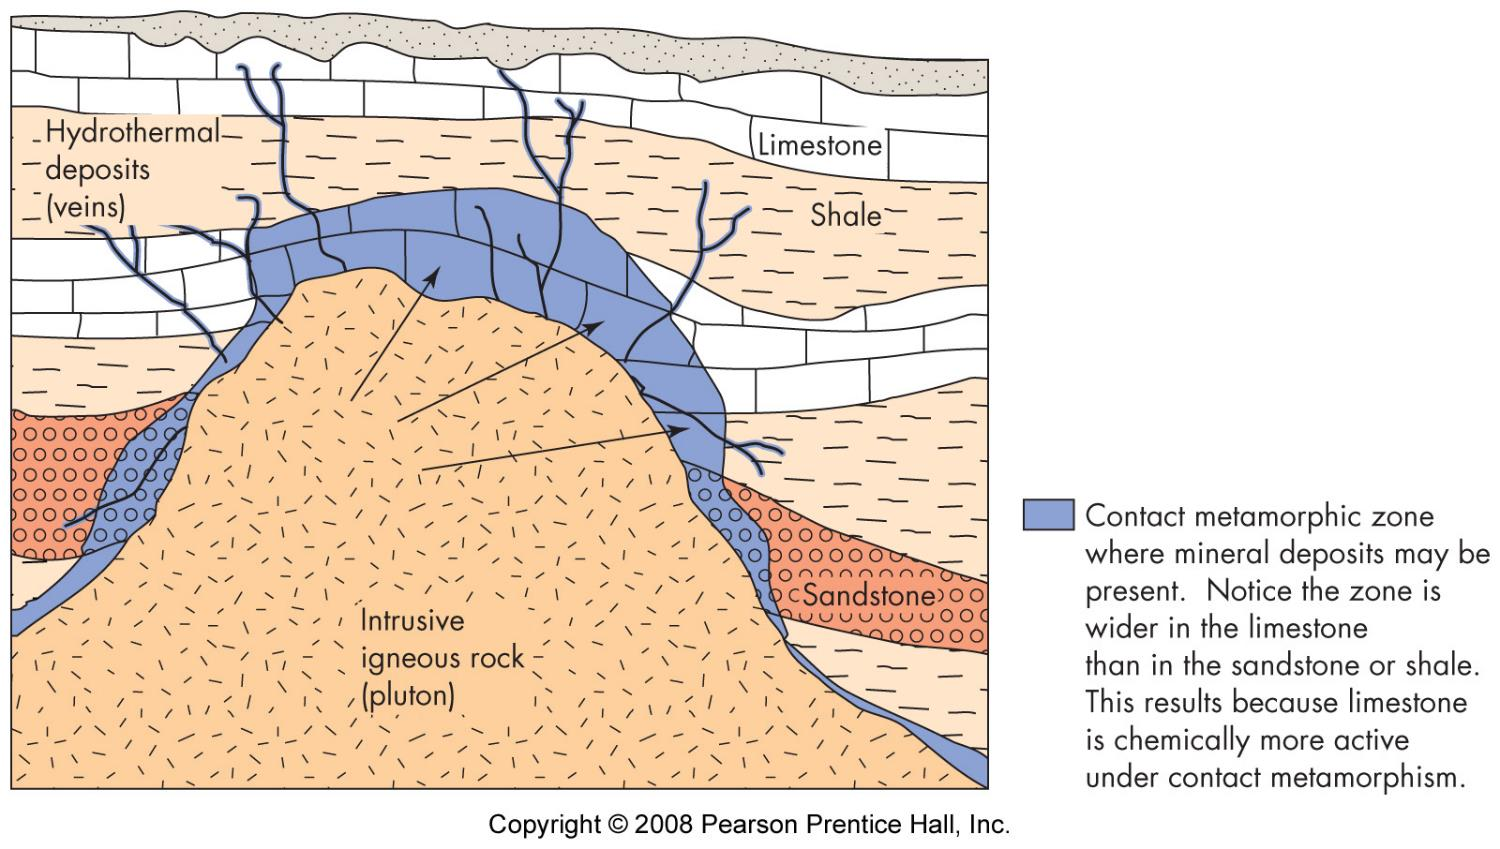 Hydrothermal
deposits
(veins)
Limestone
Shale
Sandstone
Intrusive
igneous rock
(pluton)
Contact metamorphic zone
where mineral deposits may be
present.  Notice the zone is
wider in the limestone
than in the sandstone or shale.
This results because limestone
is chemically more active
under contact metamorphism.
Copyright © 2008 Pearson Prentice Hall, Inc.